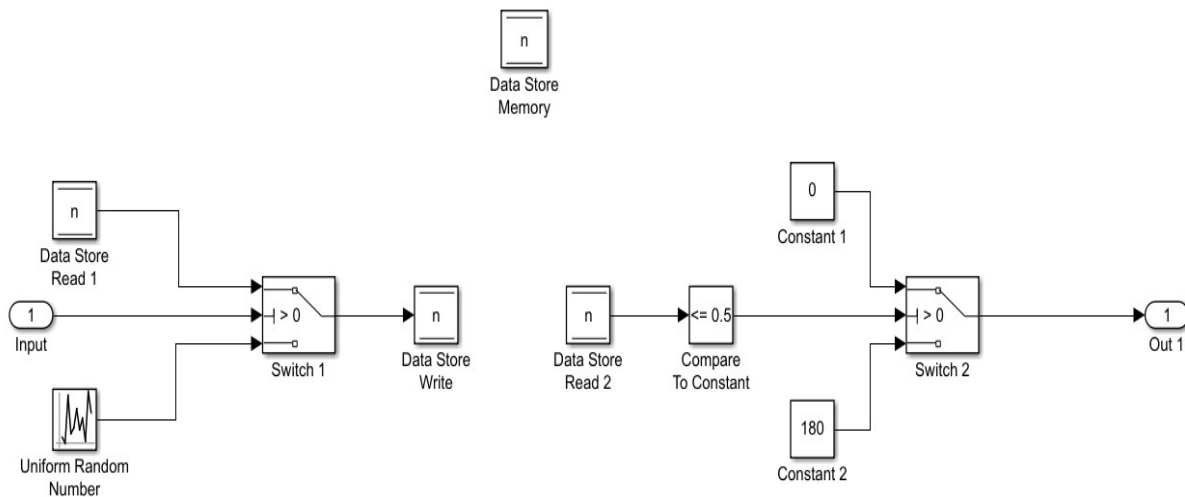 n
Data Store
Memory
n
Data Store
Read 1
1
Input
Uniform Random
Number
> 0
Switch 1
n
Data Store
Write
n
Data Store
Read 2
<= 0.5
Compare
To Constant
0
Constant 1
180
Constant 2
> 0
Switch 2
1
Out 1